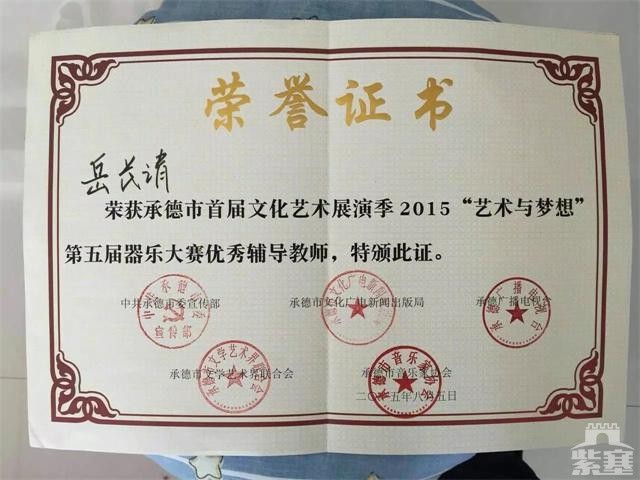 荣誉证书
岳长清
荣获承德市首届文化艺术展演季2015“艺术与梦想”
第五届器乐大赛优秀辅导教师，特颁此证。
中共承德市委宣传部 承德市文化广电新闻出版局 承德广播电视台
承德市文学艺术界联合会 承德市音乐家协会
二〇一五年八月五日
紫塞